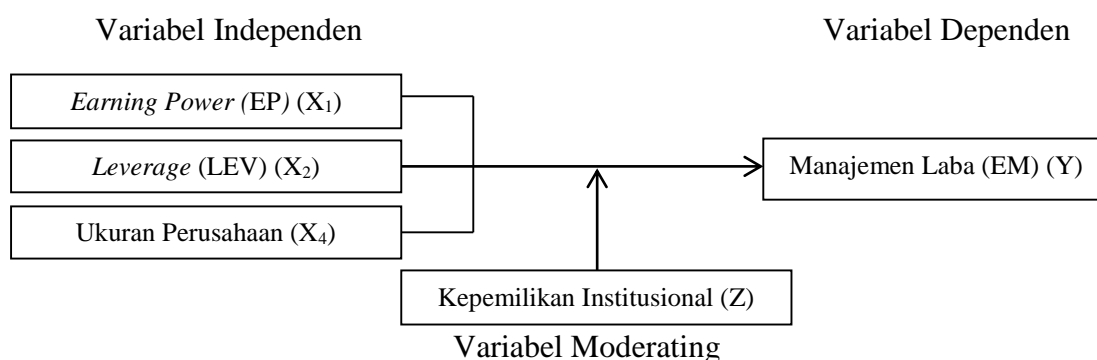 Variabel Independen
Variabel Dependen
Earning Power (EP) (X₁)
Leverage (LEV) (X₂)
Manajemen Laba (EM) (Y)
Ukuran Perusahaan (X₄)
Kepemilikan Institusional (Z)
Variabel Moderating